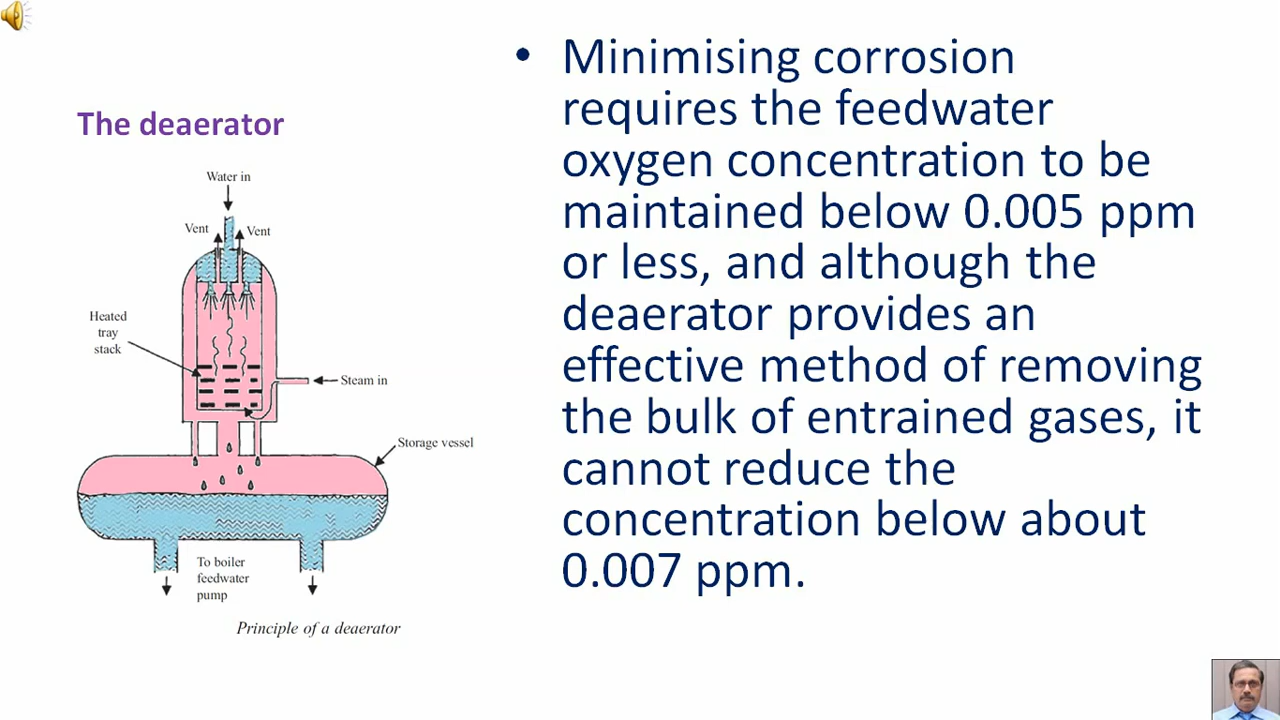 The deaerator
Water in
Vent
Vent
Heated
tray
stack
Steam in
Storage vessel
To boiler
feedwater
pump
Principle of a deaerator
• Minimising corrosion
requires the feedwater
oxygen concentration to be
maintained below 0.005 ppm
or less, and although the
deaerator provides an
effective method of removing
the bulk of entrained gases, it
cannot reduce the
concentration below about
0.007 ppm.